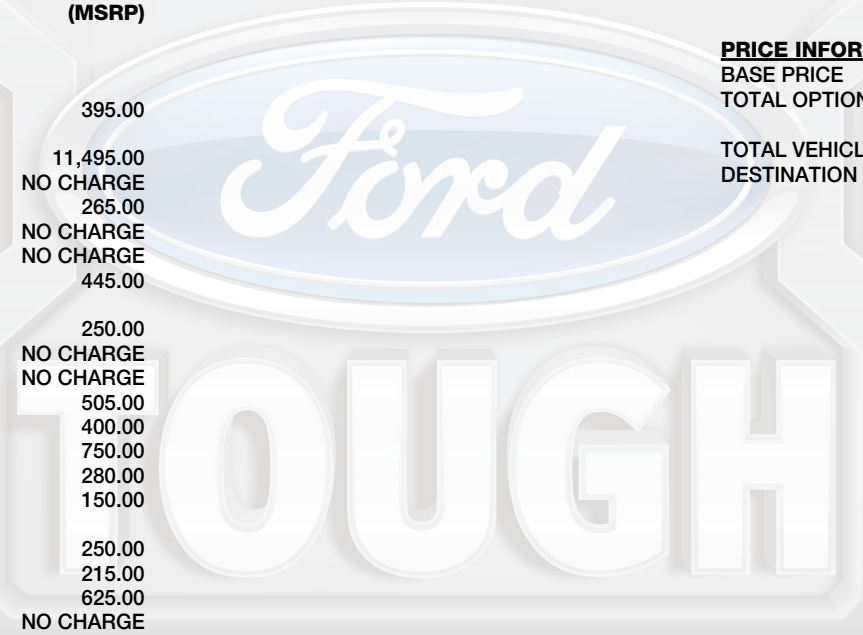 (MSRP)
395.00
11,495.00
NO CHARGE
265.00
NO CHARGE
NO CHARGE
445.00
250.00
NO CHARGE
NO CHARGE
505.00
400.00
750.00
280.00
150.00
250.00
215.00
625.00
NO CHARGE
PRICE INFOR
BASE PRICE
TOTAL OPTION
TOTAL VEHICL
DESTINATION
Ford
TOUGH